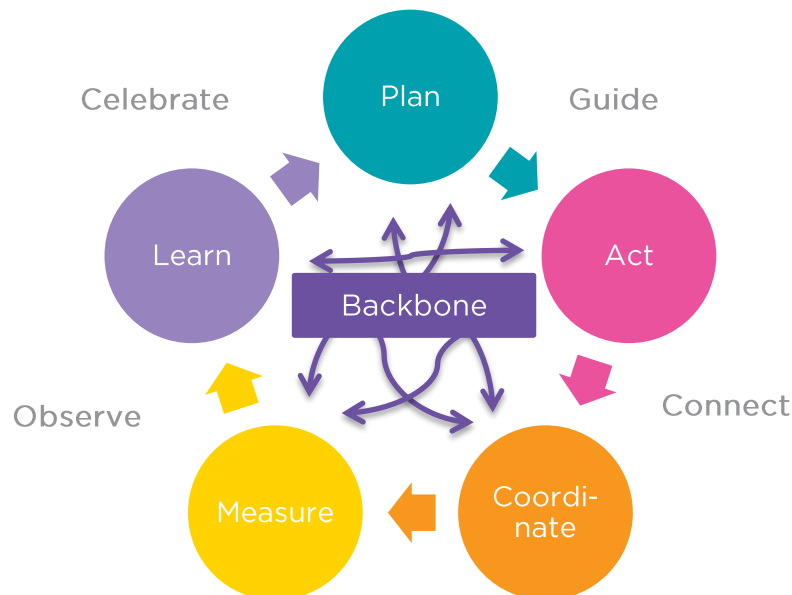 Plan
Celebrate
Guide
Learn
Act
Backbone
Observe
Connect
Measure
Coordi-
nate